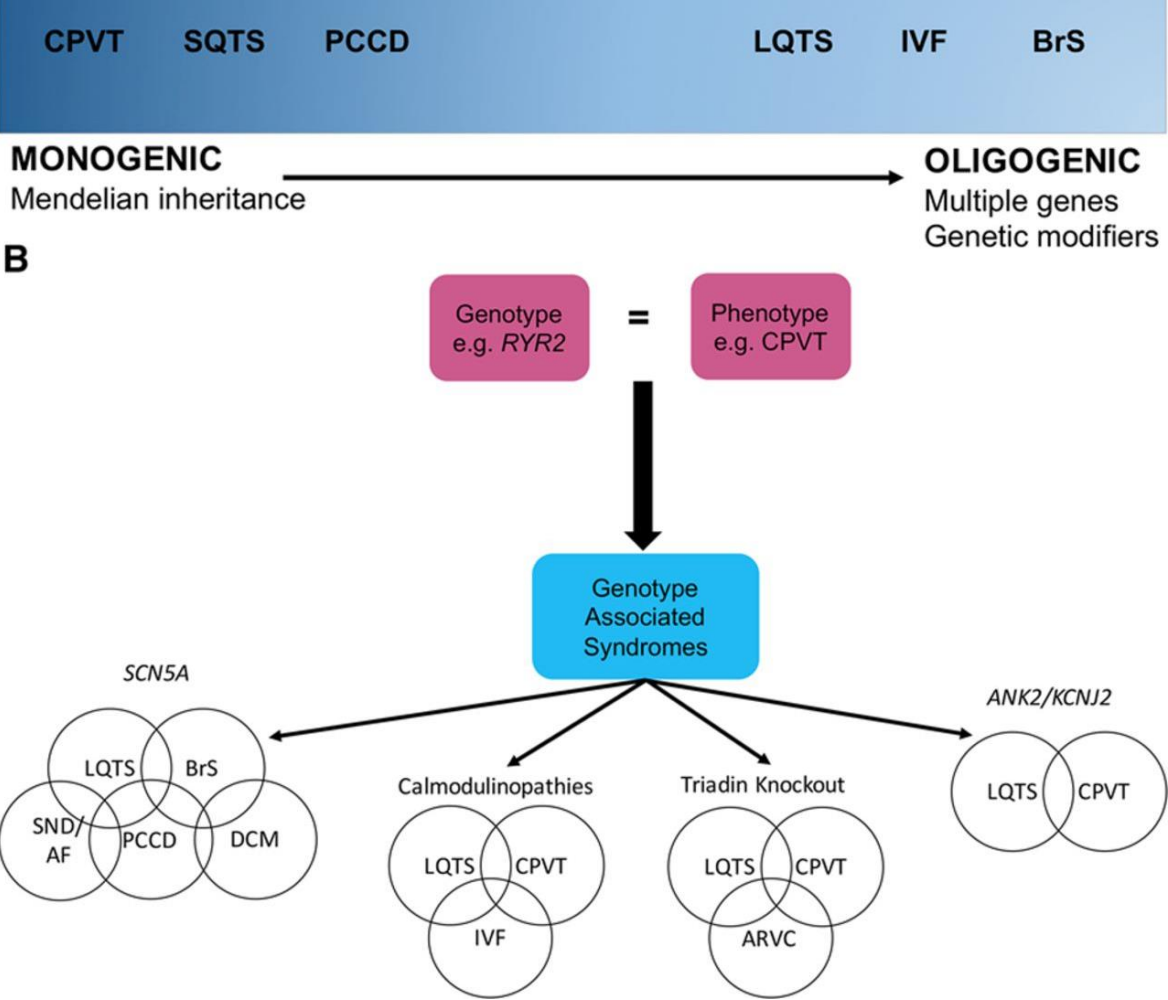 CPVT SQTS PCCD LQTS IVF BrS
MONOGENIC
Mendelian inheritance
OLIGOGENIC
Multiple genes
Genetic modifiers
B
Genotype
e.g. RYR2
=
Phenotype
e.g. CPVT
Genotype
Associated
Syndromes
SCN5A
LQTS BrS
SND/
AF
PCCD
DCM
Calmodulinopathies
LQTS CPVT
IVF
Triadin Knockout
LQTS CPVT
ARVC
ANK2/KCNJ2
LQTS CPVT